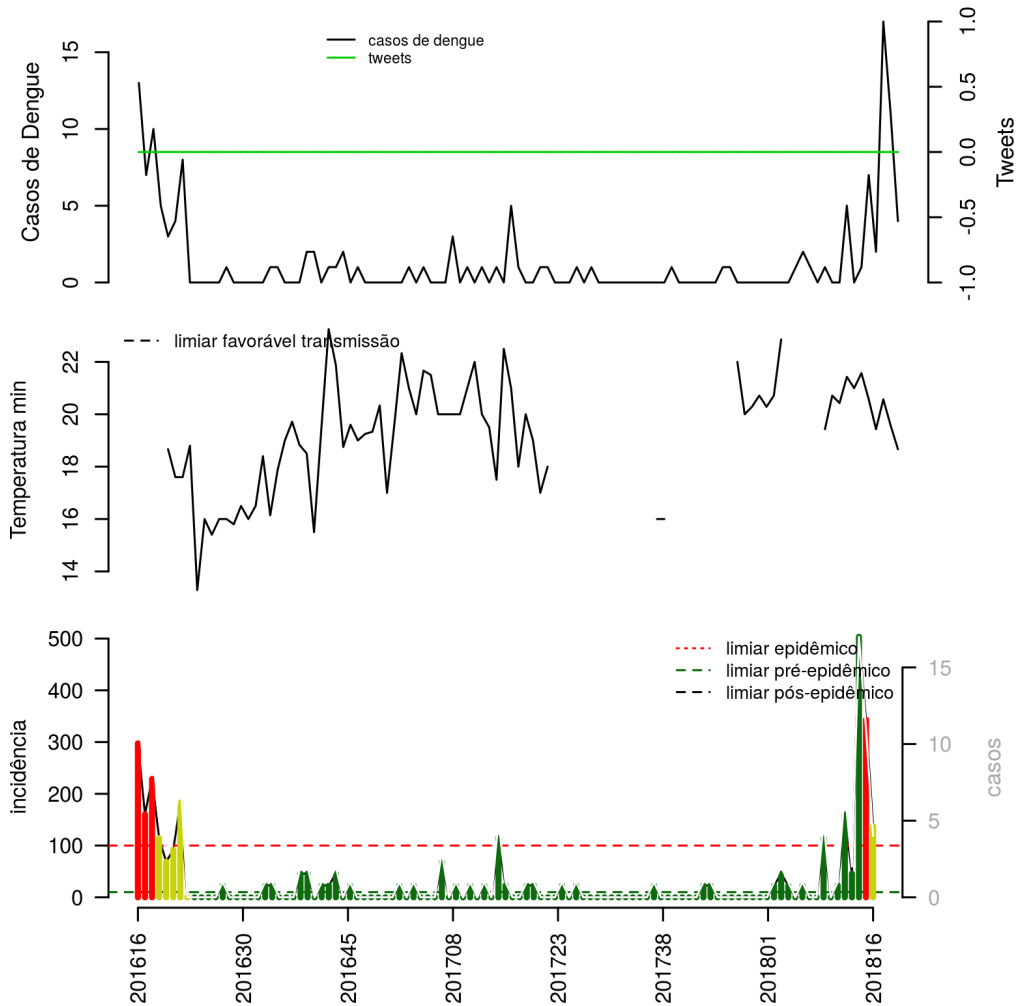 casos de dengue
tweets
Casos de Dengue
0
5
10
15
Tweets
-1.0
-0.5
0.0
0.5
1.0
limiar favorável transmissão
Temperatura min
14
16
18
20
22
limiar epidêmico
limiar pré-epidêmico
limiar pós-epidêmico
incidência
500
400
300
200
100
0
casos
15
10
5
0
201616
201630
201645
201708
201723
201738
201801
201816